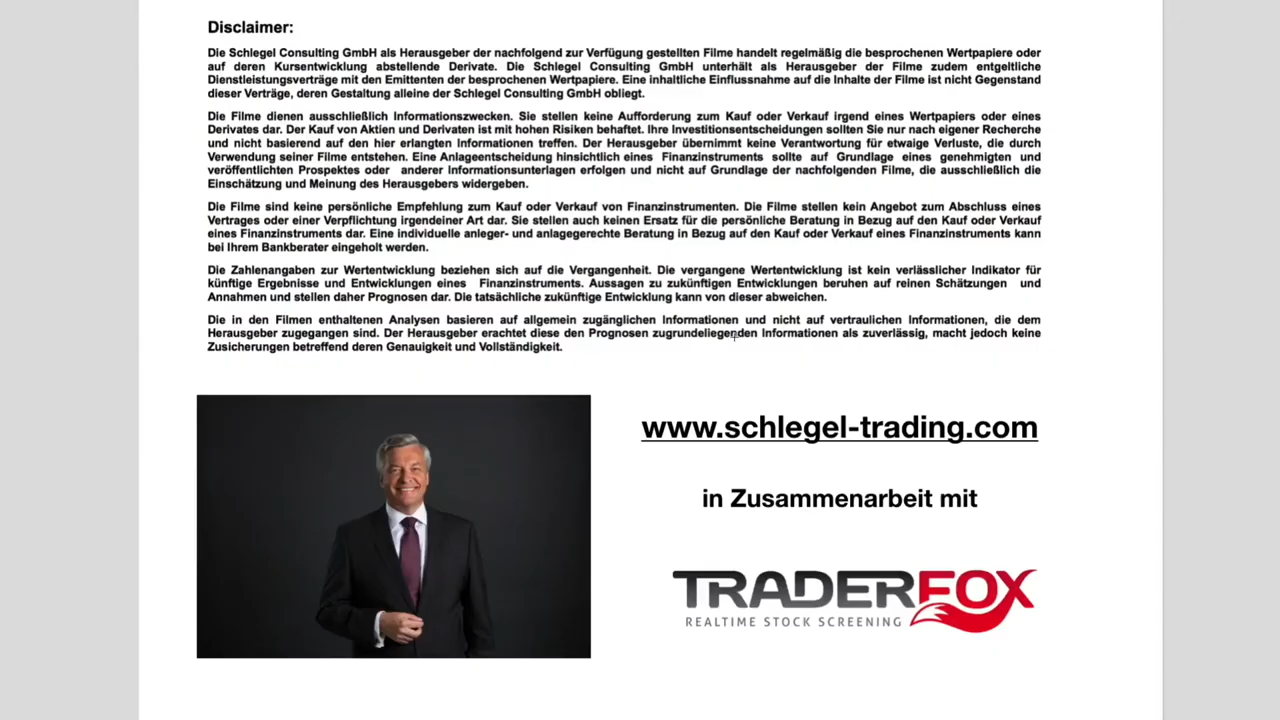 Disclaimer:
Die Schlegel Consulting GmbH als Herausgeber der nachfolgend zur Verfügung gestellten Filme handelt regelmäßig die besprochenen Wertpapiere oder
auf deren Kursentwicklung abstellende Derivate. Die Schlegel Consulting GmbH unterhält als Herausgeber der Filme zudem entgeltliche
Dienstleistungsverträge mit den Emittenten der besprochenen Wertpapiere. Eine inhaltliche Einflussnahme auf die Inhalte der Filme ist nicht Gegenstand
dieser Verträge, deren Gestaltung alleine der Schlegel Consulting GmbH obliegt.
Die Filme dienen ausschließlich Informationszwecken. Sie stellen keine Aufforderung zum Kauf oder Verkauf irgend eines Wertpapiers oder eines
Derivates dar. Der Kauf von Aktien und Derivaten ist mit hohen Risiken behaftet. Ihre Investitionsentscheidungen sollten Sie nur nach eigener Recherche
und nicht basierend auf den hier erlangten Informationen treffen. Der Herausgeber übernimmt keine Verantwortung für etwaige Verluste, die durch
Verwendung seiner Filme entstehen. Eine Anlageentscheidung hinsichtlich eines Finanzinstruments sollte auf Grundlage eines genehmigten und
veröffentlichten Prospektes oder anderer Informationsunterlagen erfolgen und nicht auf Grundlage der nachfolgenden Filme, die ausschließlich die
Einschätzung und Meinung des Herausgebers widergeben.
Die Filme sind keine persönliche Empfehlung zum Kauf oder Verkauf von Finanzinstrumenten. Die Filme stellen kein Angebot zum Abschluss eines
Vertrages oder einer Verpflichtung irgendeiner Art dar. Sie stellen auch keinen Ersatz für die persönliche Beratung in Bezug auf den Kauf oder Verkauf
eines Finanzinstruments dar. Eine individuelle anleger- und anlagegerechte Beratung in Bezug auf den Kauf oder Verkauf eines Finanzinstruments kann
bei Ihrem Bankberater eingeholt werden.
Die Zahlenangaben zur Wertentwicklung beziehen sich auf die Vergangenheit. Die vergangene Wertentwicklung ist kein verlässlicher Indikator für
künftige Ergebnisse und Entwicklungen eines Finanzinstruments. Aussagen zu zukünftigen Entwicklungen beruhen auf reinen Schätzungen und
Annahmen und stellen daher Prognosen dar. Die tatsächliche zukünftige Entwicklung kann von dieser abweichen.
Die in den Filmen enthaltenen Analysen basieren auf allgemein zugänglichen Informationen und nicht auf vertraulichen Informationen, die dem
Herausgeber zugegangen sind. Der Herausgeber erachtet diese den Prognosen zugrundeliegenden Informationen als zuverlässig, macht jedoch keine
Zusicherungen betreffend deren Genauigkeit und Vollständigkeit.
www.schlegel-trading.com
in Zusammenarbeit mit
TRADERFOX
REALTIME STOCK SCREENING